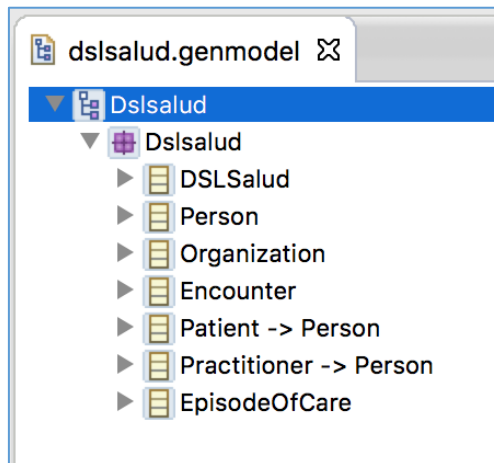 dslsalud.genmodel
Dslsalud
Dslsalud
DSLSalud
Person
Organization
Encounter
Patient -> Person
Practitioner -> Person
EpisodeOfCare